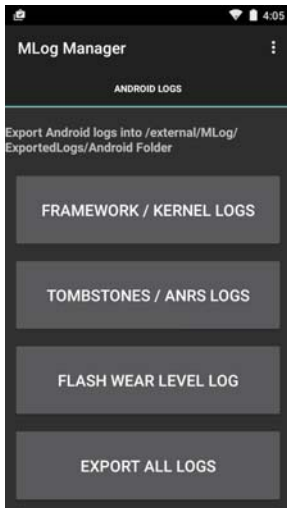 4:05
MLog Manager
ANDROID LOGS
Export Android logs into /external/MLog/
ExportedLogs/Android Folder
FRAMEWORK / KERNEL LOGS
TOMBSTONES / ANRS LOGS
FLASH WEAR LEVEL LOG
EXPORT ALL LOGS